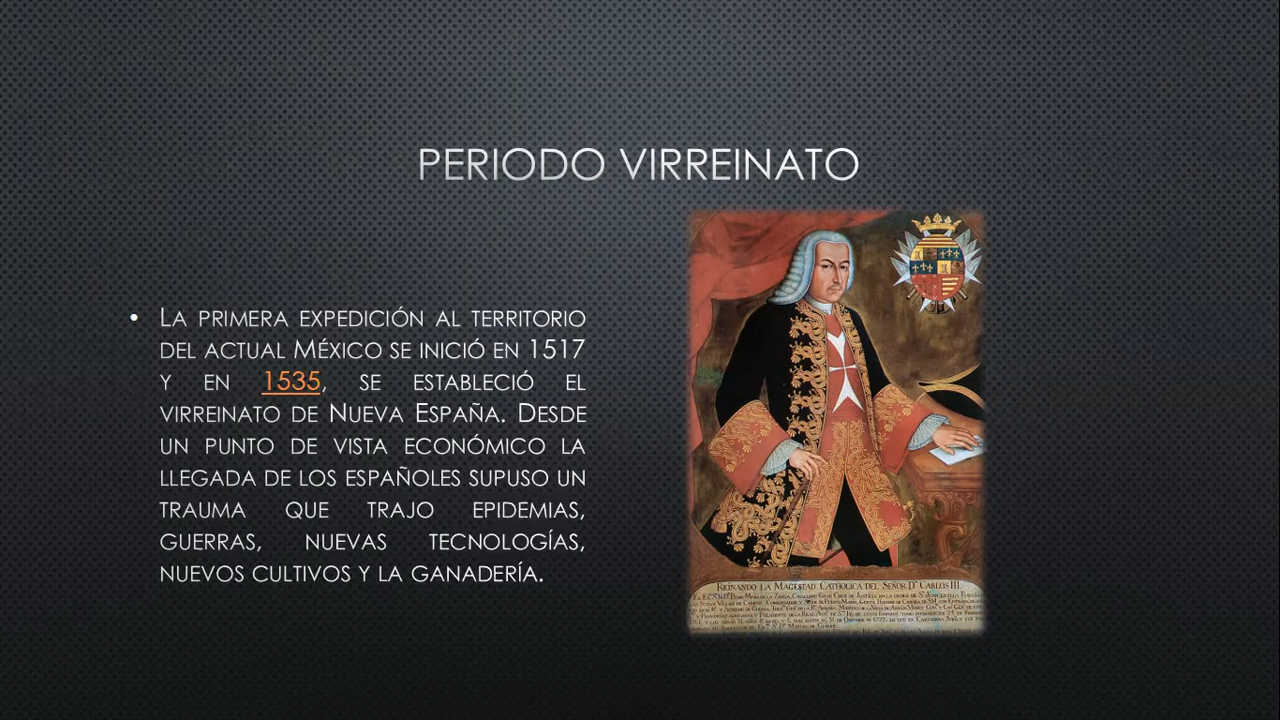 PERIODO VIRREINATO
• La primera expedición al territorio
del actual México se inició en 1517
y en 1535, se estableció el
virreinato de Nueva España. Desde
un punto de vista económico la
llegada de los españoles supuso un
trauma que trajo epidemias,
guerras, nuevas tecnologías,
nuevos cultivos y la ganadería.
Reinando la Magestad Catholica del Señor Dn Carlos III.